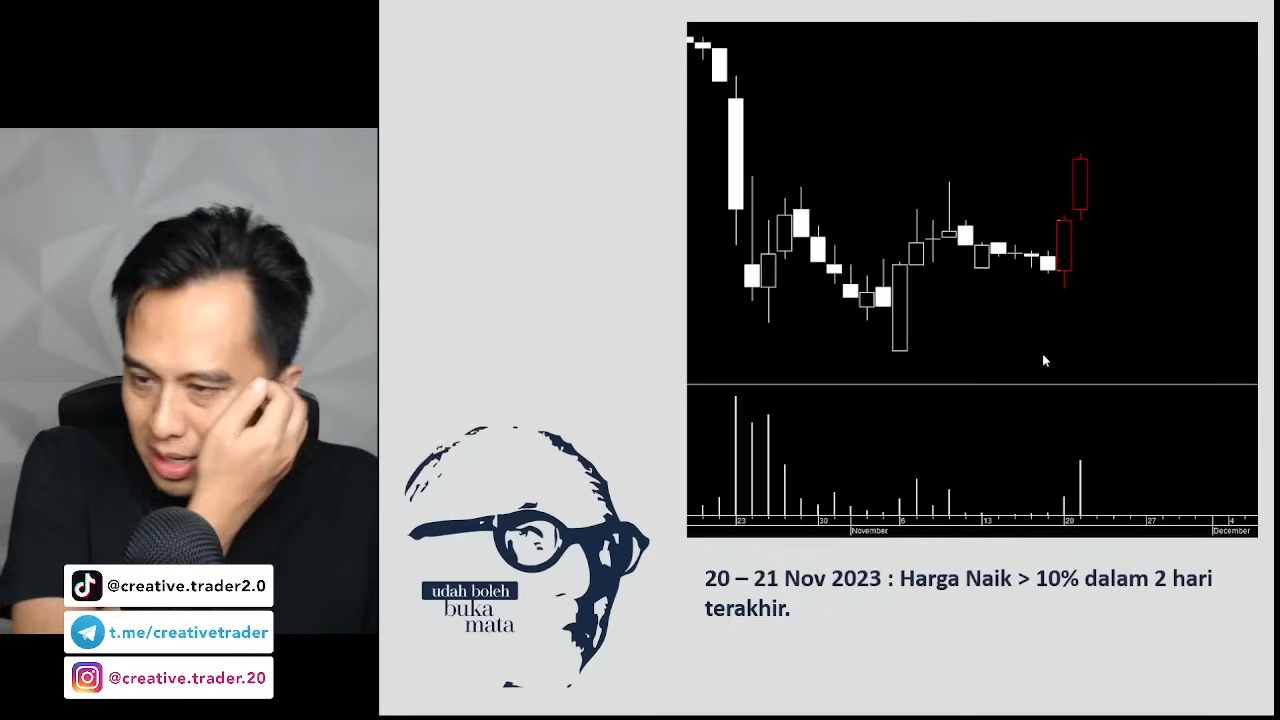 @creative.trader2.0
t.me/creativetrader
@creative.trader.20
udah boleh
buka
mata
23
30
6
13
20
27
4
November
December
20 – 21 Nov 2023 : Harga Naik > 10% dalam 2 hari
terakhir.